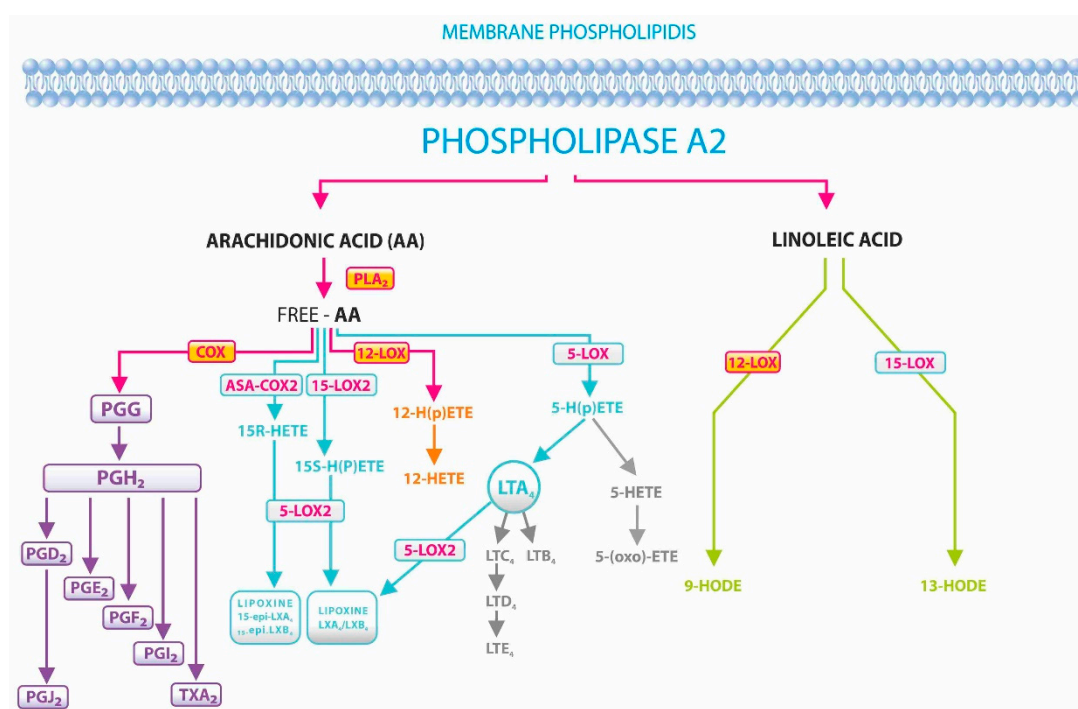 MEMBRANE PHOSPHOLIPIDIS
PHOSPHOLIPASE A2
ARACHIDONIC ACID (AA)
LINOLEIC ACID
PLA₂
FREE - AA
COX
12-LOX
5-LOX
12-LOX
15-LOX
ASA-COX2
15-LOX2
PGG
12-H(p)ETE
5-H(p)ETE
15R-HETE
15S-H(P)ETE
12-HETE
PGH₂
LTA₄
5-HETE
5-LOX2
5-LOX2
PGD₂
LTC₄
LTB₄
5-(oxo)-ETE
PGE₂
9-HODE
13-HODE
LIPOXINE
15-epi-LXA₄
15-epi.LXB₄
LIPOXINE
LXA₄/LXB₄
LTD₄
PGF₂
LTE₄
PGI₂
PGJ₂
TXA₂